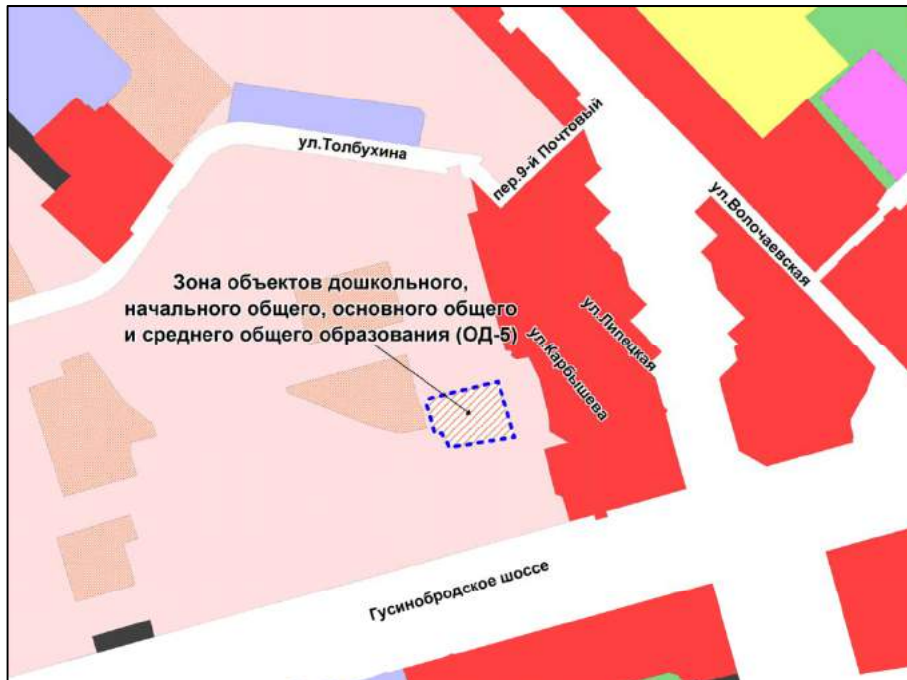 ул.Толбухина
пер.9-й Почтовый
ул.Волочаевская
Зона объектов дошкольного,
начального общего, основного общего
и среднего общего образования (ОД-5)
ул.Липецкая
ул.Карбышева
Гусинобродское шоссе